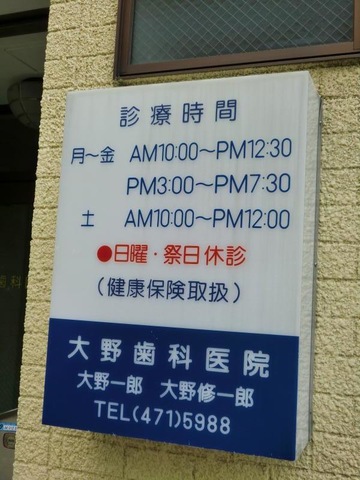 診療時間
月〜金 AM10:00〜PM12:30
PM3:00〜PM7:30
土 AM10:00〜PM12:00
●日曜・祭日休診
(健康保険取扱)
大野歯科医院
大野一郎 大野修一郎
TEL(471)5988